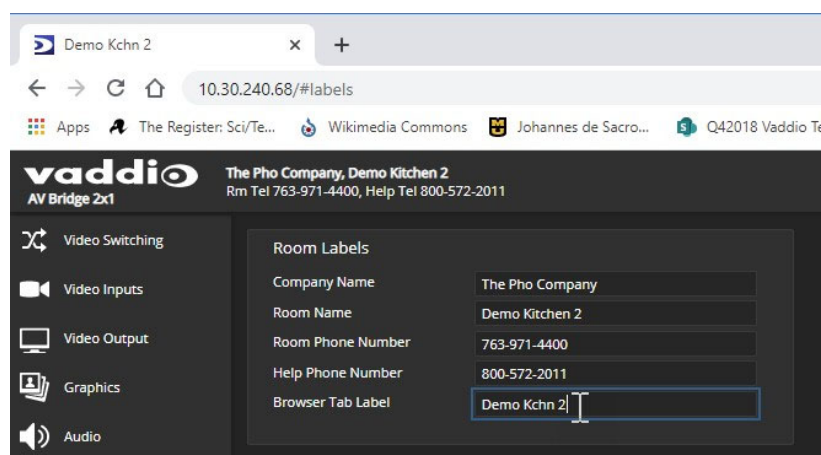 Demo Kchn 2
10.30.240.68/#labels
Apps The Register: Sci/Te... Wikimedia Commons Johannes de Sacro... Q42018 Vaddio Te
vaddio
AV Bridge 2x1
The Pho Company, Demo Kitchen 2
Rm Tel 763-971-4400, Help Tel 800-572-2011
Video Switching
Video Inputs
Video Output
Graphics
Audio
Room Labels
Company Name The Pho Company
Room Name Demo Kitchen 2
Room Phone Number 763-971-4400
Help Phone Number 800-572-2011
Browser Tab Label Demo Kchn 2